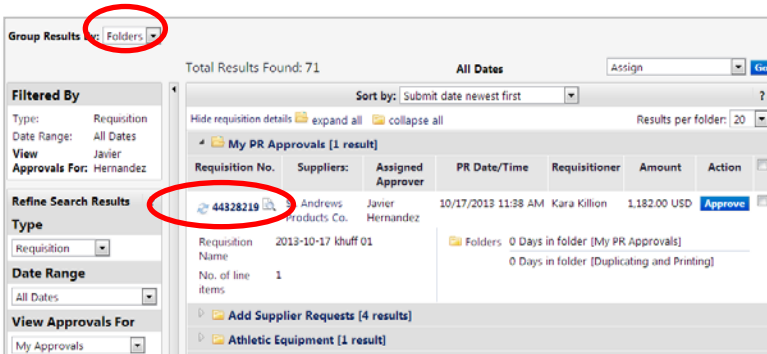 Group Results By: Folders
Total Results Found: 71 All Dates Assign Go
Filtered By
Type: Requisition
Date Range: All Dates
View Approvals For: Javier Hernandez
Refine Search Results
Type
Requisition
Date Range
All Dates
View Approvals For
My Approvals
Sort by: Submit date newest first ?
Hide requisition details expand all collapse all Results per folder: 20
My PR Approvals [1 result]
Requisition No. Suppliers: Assigned Approver PR Date/Time Requisitioner Amount Action
44328219 Andrews Products Co. Javier Hernandez 10/17/2013 11:38 AM Kara Killion 1,182.00 USD Approve
Requisition Name 2013-10-17 khuff 01
No. of line items 1
Folders 0 Days in folder [My PR Approvals]
0 Days in folder [Duplicating and Printing]
Add Supplier Requests [4 results]
Athletic Equipment [1 result]